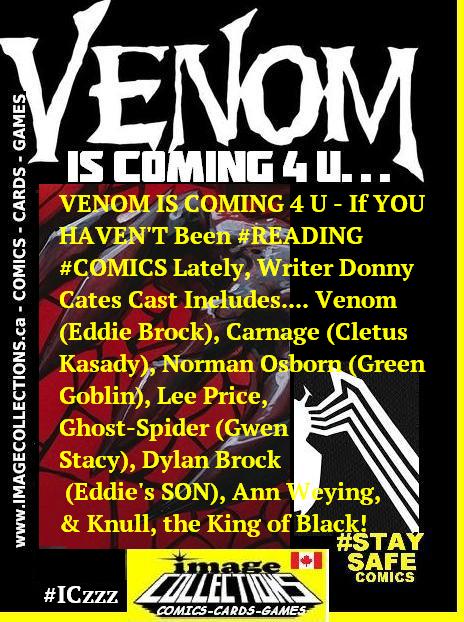 VENOM
IS COMING 4 U...
VENOM IS COMING 4 U - If YOU
HAVEN'T Been #READING
#COMICS Lately, Writer Donny
Cates Cast Includes.... Venom
(Eddie Brock), Carnage (Cletus
Kasady), Norman Osborn (Green
Goblin), Lee Price,
Ghost-Spider (Gwen
Stacy), Dylan Brock
(Eddie's SON), Ann Weying,
& Knull, the King of Black!
www.IMAGECOLLECTIONS.ca - COMICS - CARDS - GAMES
#STAY
SAFE
COMICS
#ICzzz
image
COLLECTIONS
COMICS-CARDS-GAMES